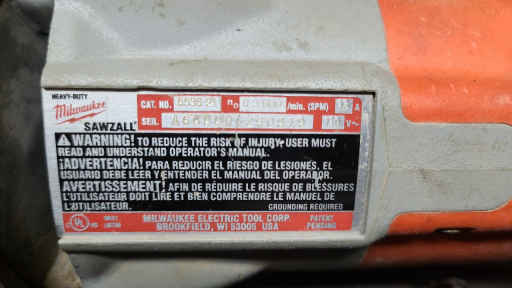 HEAVY-DUTY
Milwaukee
SAWZALL
CAT. NO. n₀ /min. (SPM) 13 A
SER. V~
WARNING! TO REDUCE THE RISK OF INJURY, USER MUST
READ AND UNDERSTAND OPERATOR'S MANUAL.
¡ADVERTENCIA! PARA REDUCIR EL RIESGO DE LESIONES, EL
USUARIO DEBE LEER Y ENTENDER EL MANUAL DEL OPERADOR.
AVERTISSEMENT! AFIN DE RÉDUIRE LE RISQUE DE BLESSURES
L'UTILISATEUR DOIT LIRE ET BIEN COMPRENDRE LE MANUEL DE
L'UTILISATEUR. GROUNDING REQUIRED
UL LISTED MILWAUKEE ELECTRIC TOOL CORP. PATENT
BROOKFIELD, WI 53005 USA PENDING